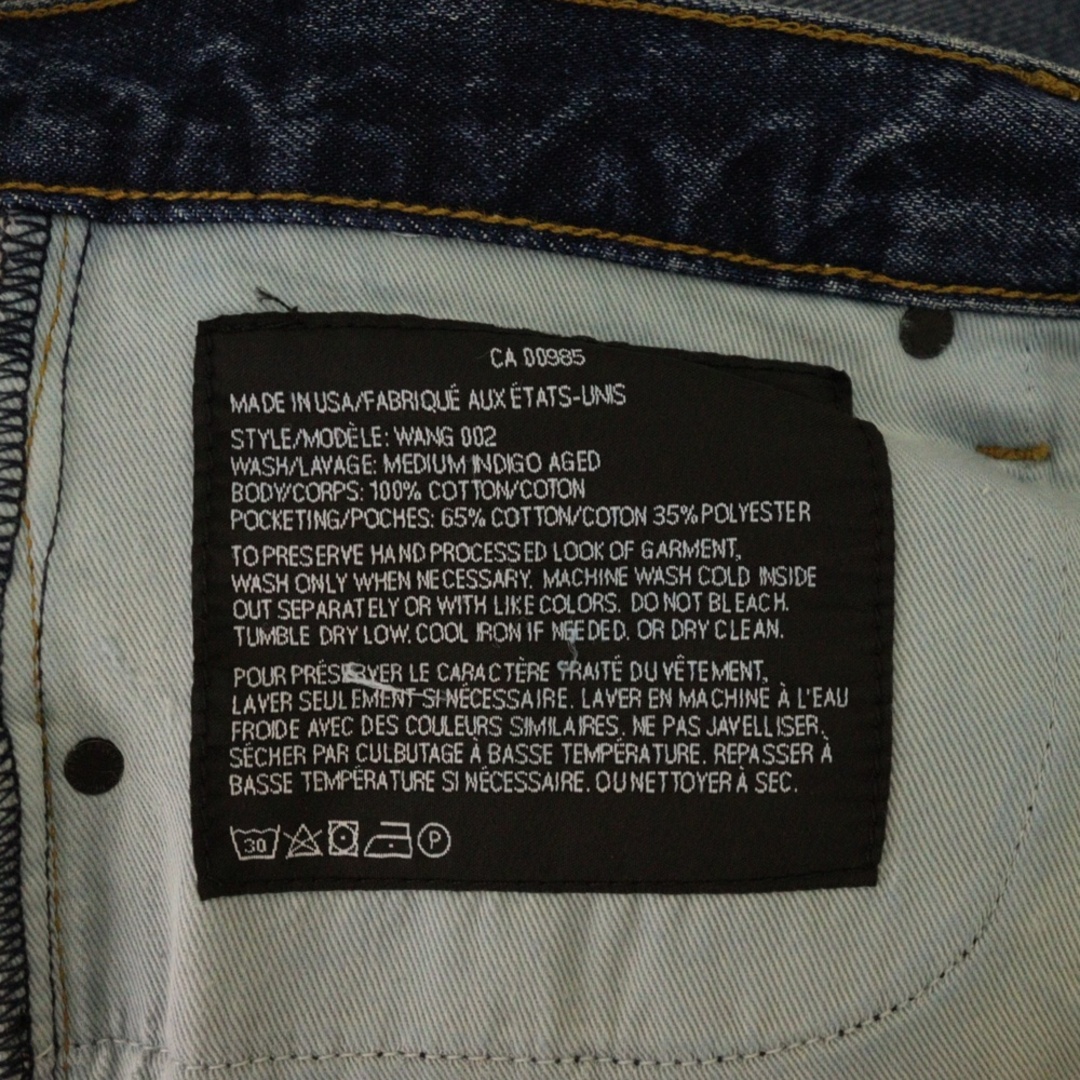 CA 00985
MADE IN USA/FABRIQUÉ AUX ÉTATS-UNIS
STYLE/MODÈLE: WANG 002
WASH/LAVAGE: MEDIUM INDIGO AGED
BODY/CORPS: 100% COTTON/COTON
POCKETING/POCHES: 65% COTTON/COTON 35% POLYESTER
TO PRESERVE HAND PROCESSED LOOK OF GARMENT,
WASH ONLY WHEN NECESSARY. MACHINE WASH COLD INSIDE
OUT SEPARATELY OR WITH LIKE COLORS. DO NOT BLEACH.
TUMBLE DRY LOW. COOL IRON IF NEEDED. OR DRY CLEAN.
POUR PRÉSERVER LE CARACTÈRE TRAITÉ DU VÊTEMENT,
LAVER SEULEMENT SI NÉCESSAIRE. LAVER EN MACHINE À L'EAU
FROIDE AVEC DES COULEURS SIMILAIRES. NE PAS JAVELLISER.
SÉCHER PAR CULBUTAGE À BASSE TEMPÉRATURE. REPASSER À
BASSE TEMPÉRATURE SI NÉCESSAIRE. OU NETTOYER À SEC.
30 P